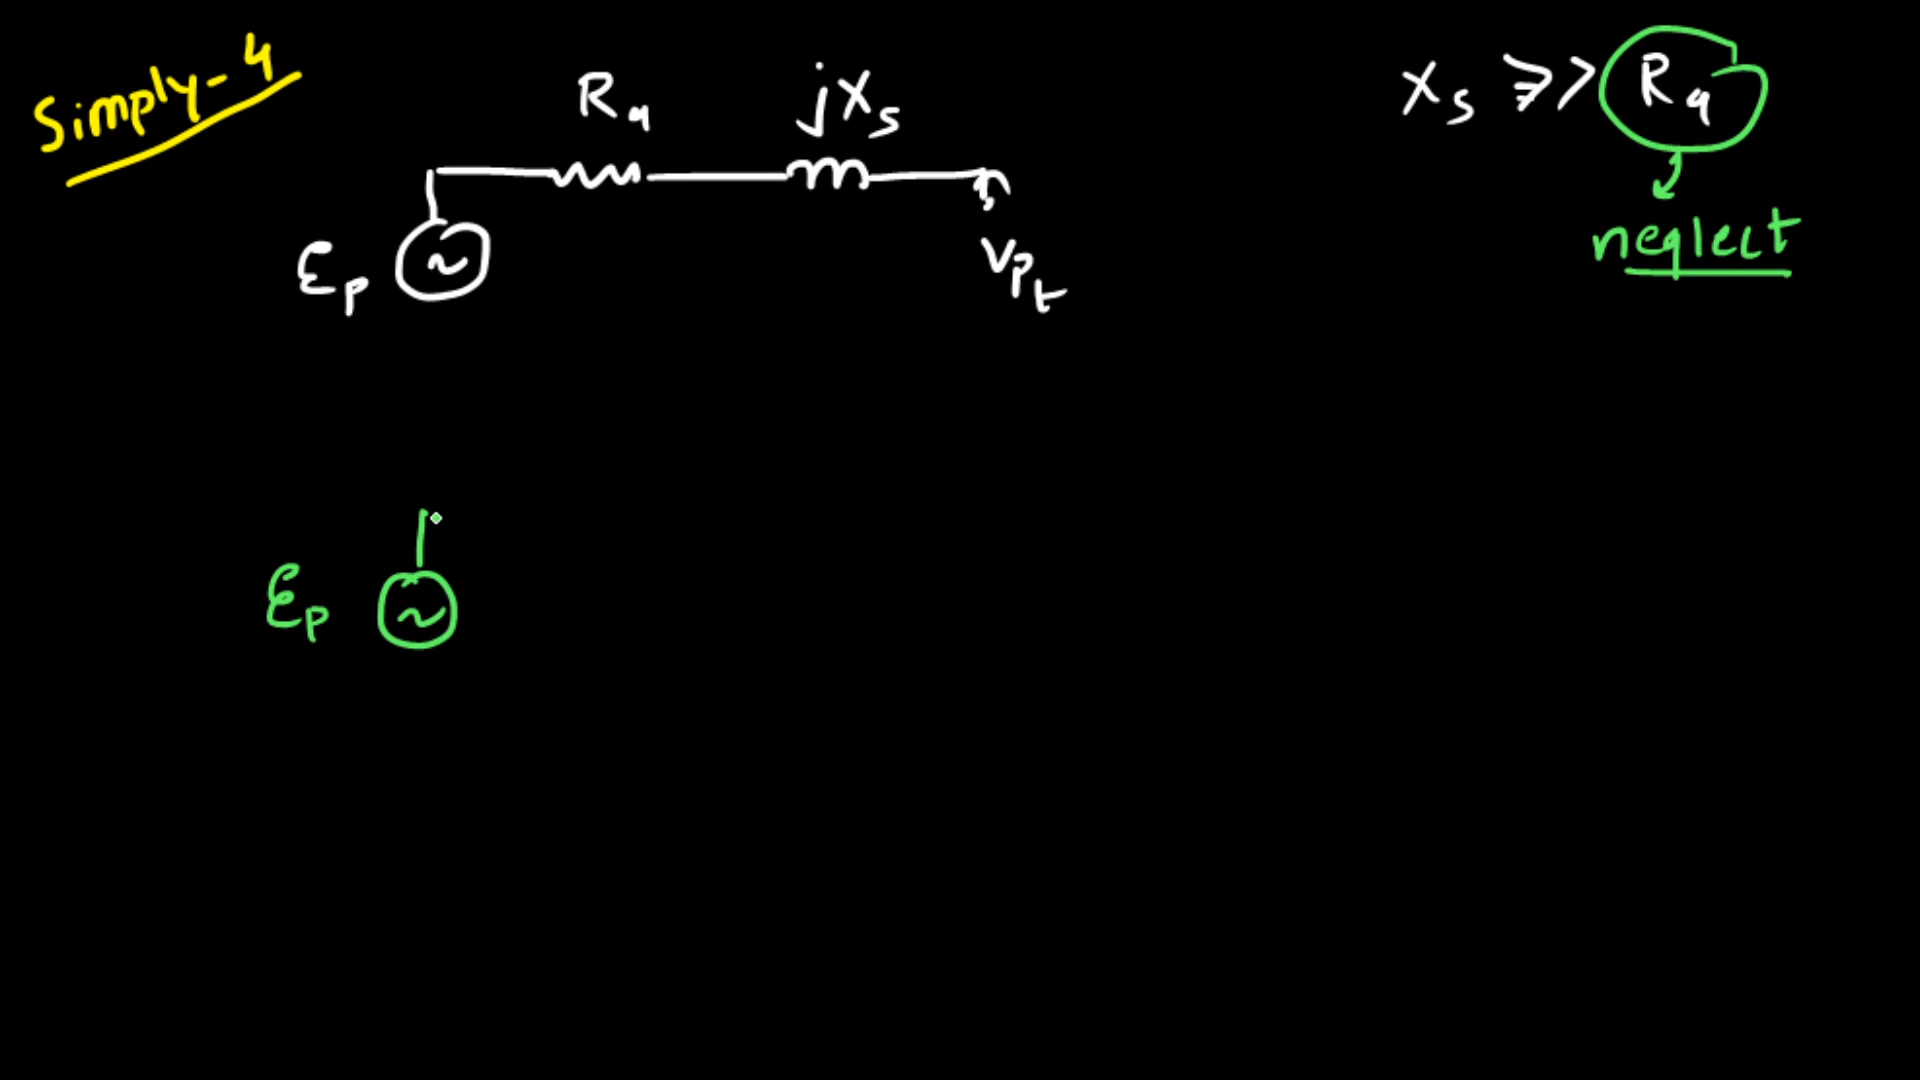 Simply-4
Ra jXs
Xs >>> Ra
Ep ~ Vpt
neglect
Ep ~